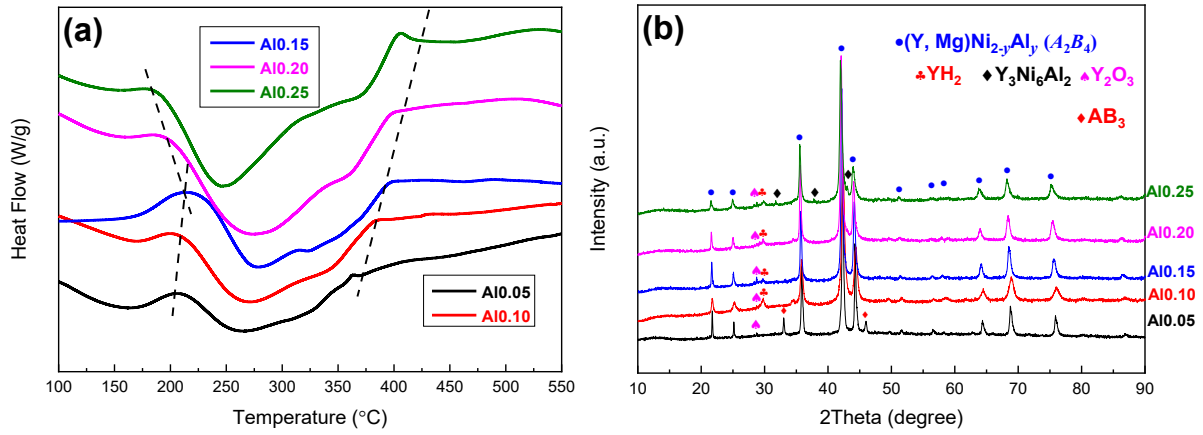 (a)
Al0.15
Al0.20
Al0.25
Al0.05
Al0.10
Heat Flow (W/g)
100 150 200 250 300 350 400 450 500 550
Temperature (°C)
(b)
•(Y, Mg)Ni2-yAly (A2B4)
♣YH2 ♦Y3Ni6Al2 ♠Y2O3
♦AB3
Al0.25
Al0.20
Al0.15
Al0.10
Al0.05
Intensity (a.u.)
10 20 30 40 50 60 70 80 90
2Theta (degree)